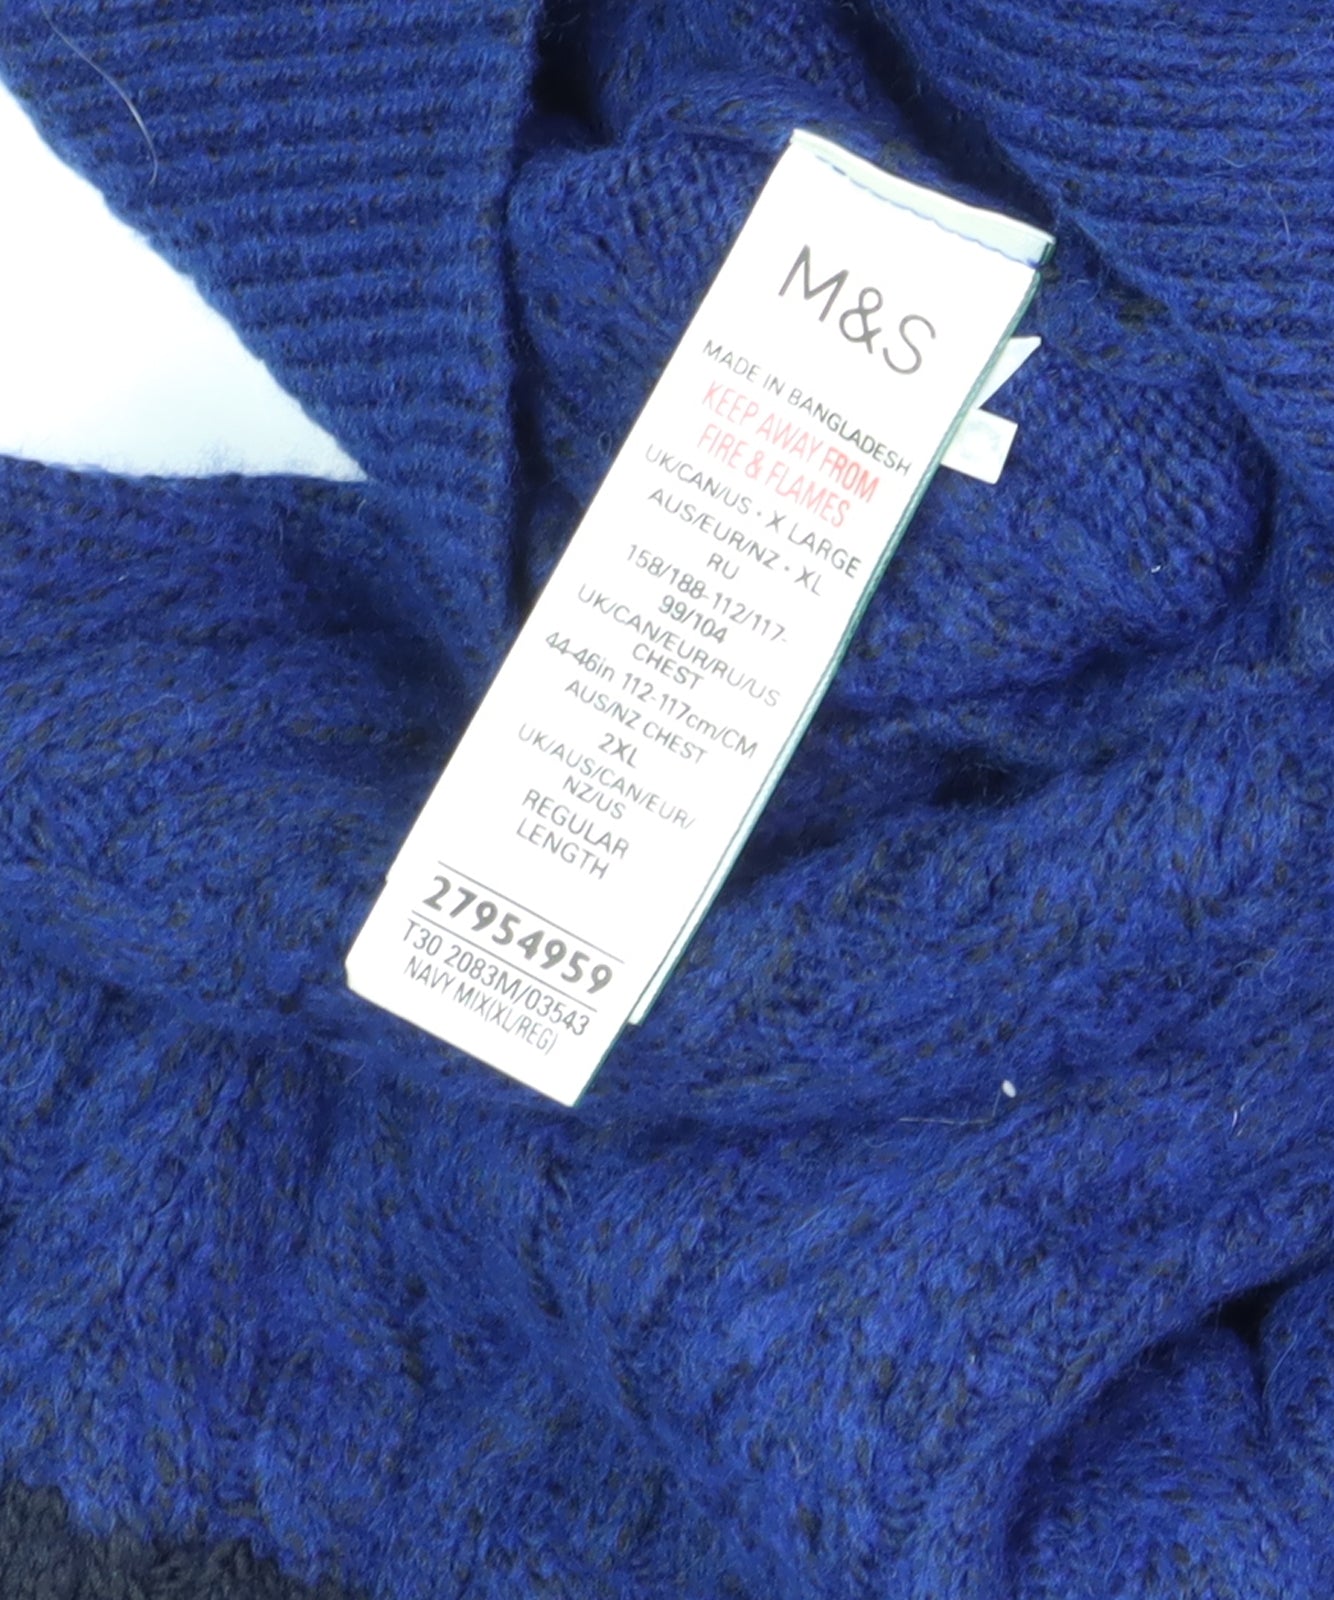 M&S
MADE IN BANGLADESH
KEEP AWAY FROM
FIRE & FLAMES
UK/CAN/US · X LARGE
AUS/EUR/NZ · XL
RU
158/188-112/117-
99/104
UK/CAN/EUR/RU/US
CHEST
44-46in 112-117cm/CM
AUS/NZ CHEST
2XL
UK/AUS/CAN/EUR/
NZ/US
REGULAR
LENGTH
27954959
T30 2083M/03543
NAVY MIX(XL/REG)